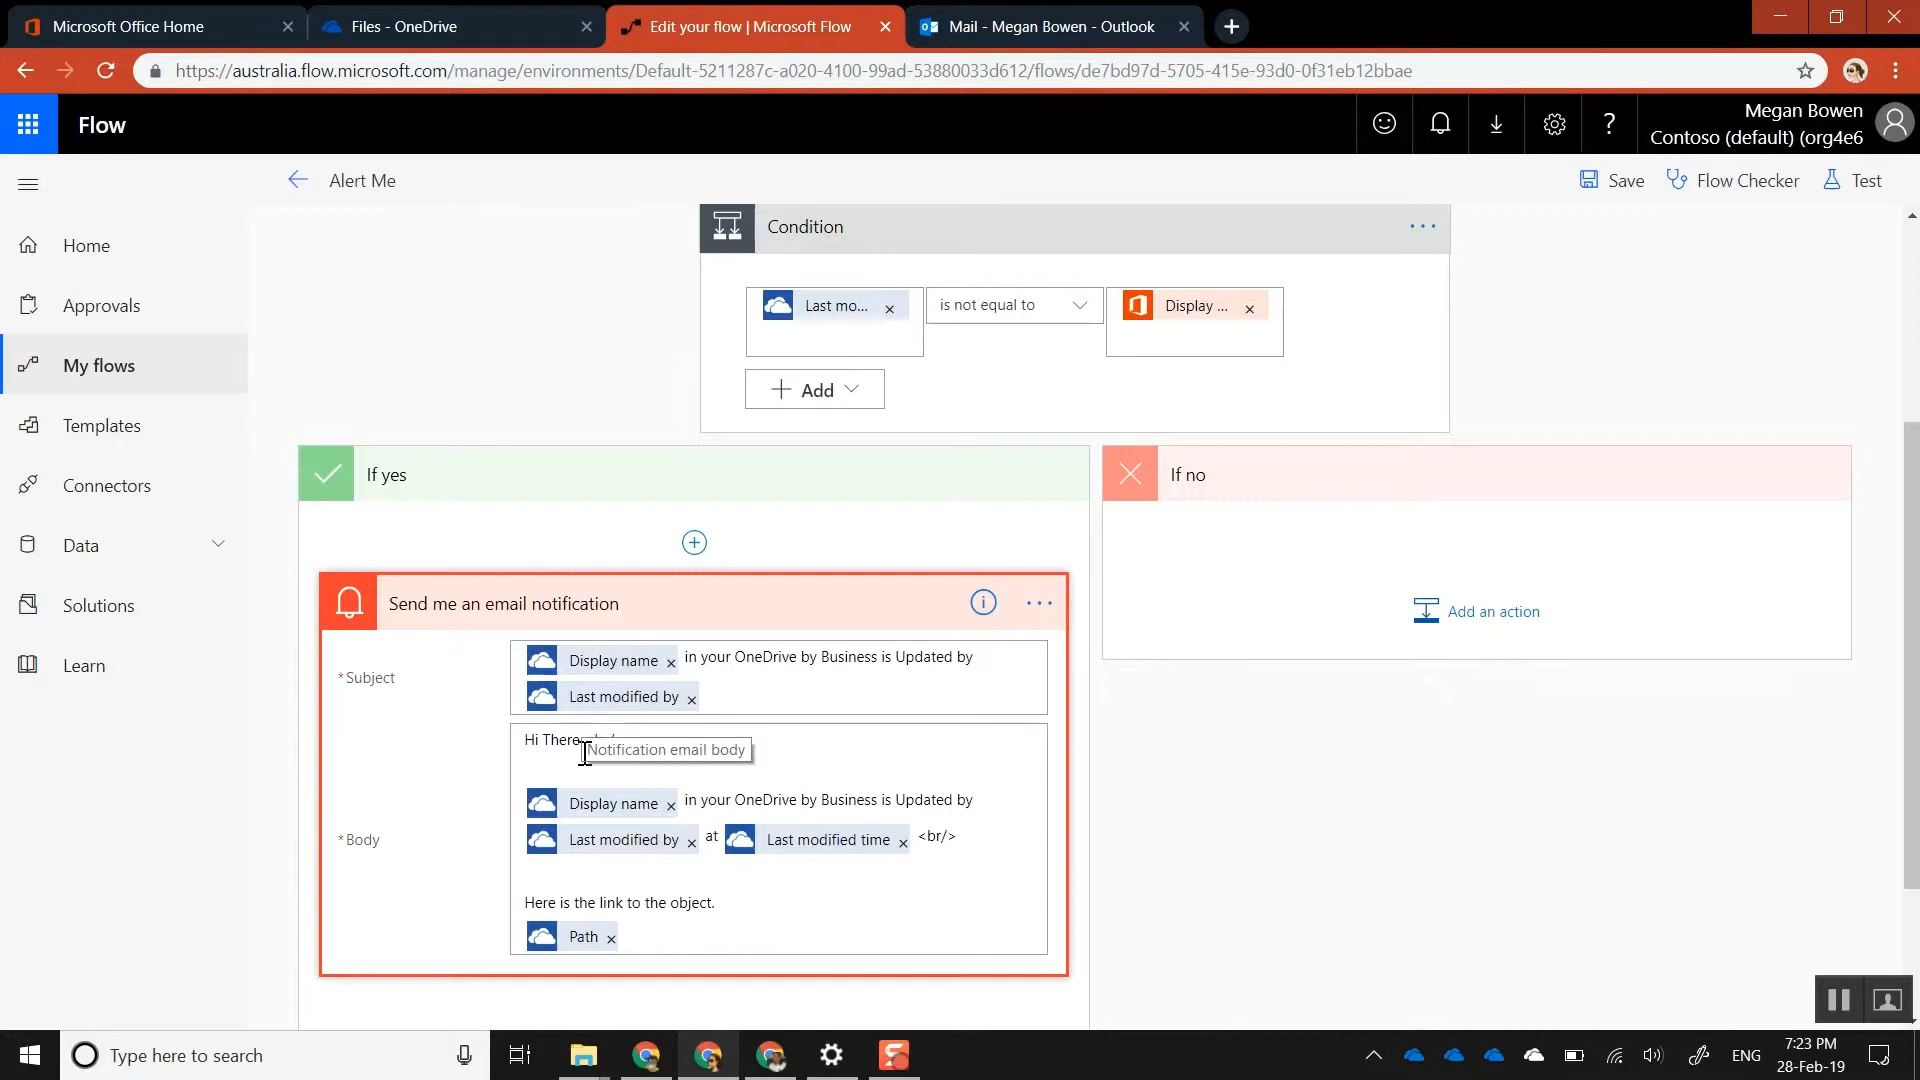 Microsoft Office Home
Files - OneDrive
Edit your flow | Microsoft Flow
Mail - Megan Bowen - Outlook
https://australia.flow.microsoft.com/manage/environments/Default-5211287c-a020-4100-99ad-53880033d612/flows/de7bd97d-5705-415e-93d0-0f31eb12bbae
Flow
Megan Bowen
Contoso (default) (org4e6
Alert Me
Save
Flow Checker
Test
Home
Approvals
My flows
Templates
Connectors
Data
Solutions
Learn
Condition
Last mo...
is not equal to
Display ...
Add
If yes
If no
Add an action
Send me an email notification
*Subject
Display name in your OneDrive by Business is Updated by
Last modified by
*Body
Hi There
Notification email body
Display name in your OneDrive by Business is Updated by
Last modified by at Last modified time <br/>
Here is the link to the object.
Path
Type here to search
ENG
7:23 PM
28-Feb-19